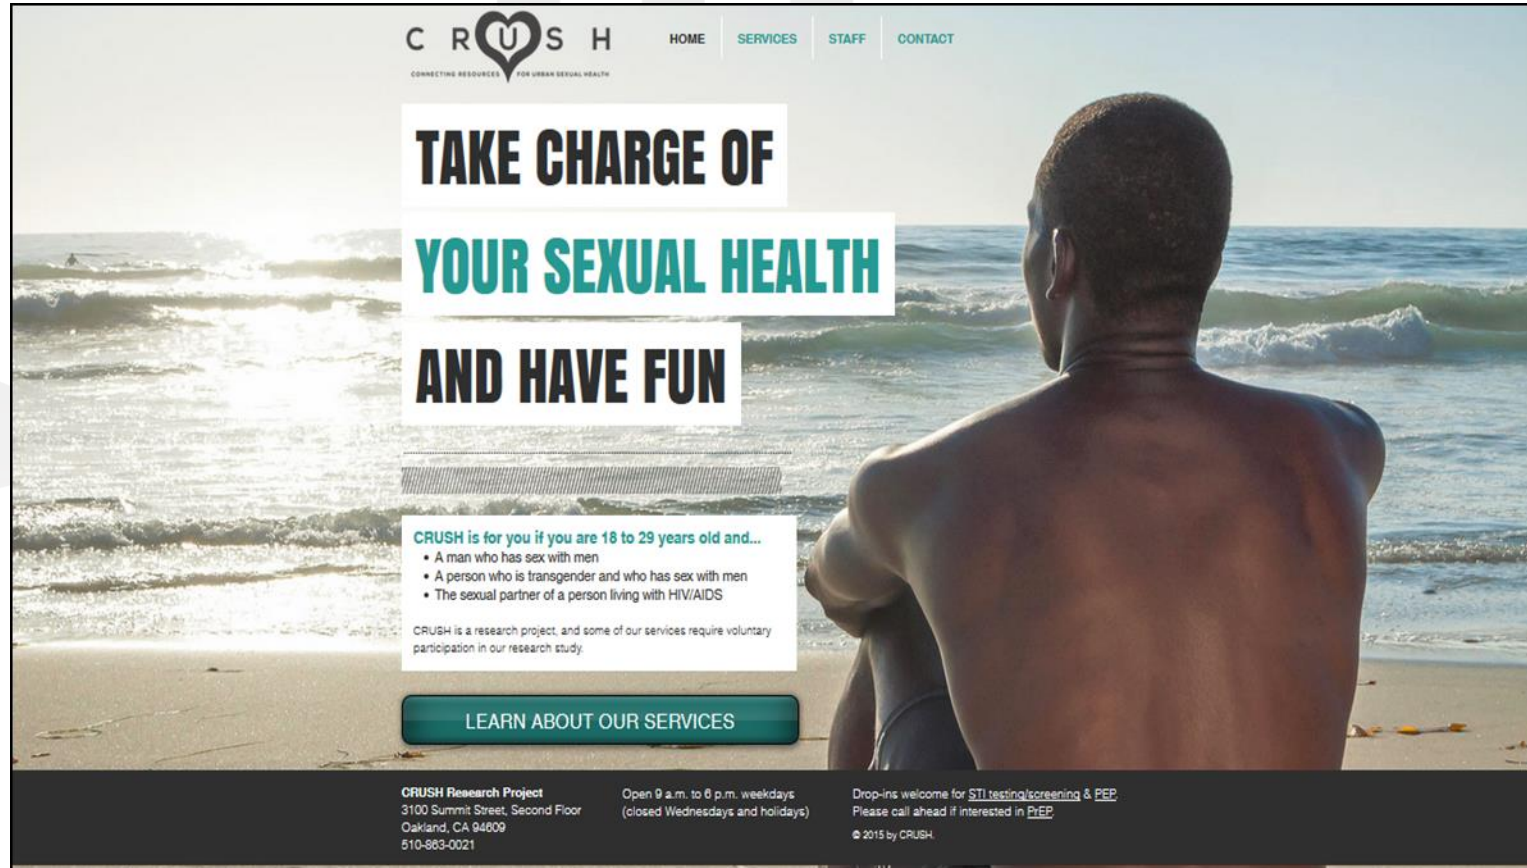 C R U S H
CONNECTING RESOURCES FOR URBAN SEXUAL HEALTH
HOME SERVICES STAFF CONTACT
TAKE CHARGE OF
YOUR SEXUAL HEALTH
AND HAVE FUN
CRUSH is for you if you are 18 to 29 years old and...
• A man who has sex with men
• A person who is transgender and who has sex with men
• The sexual partner of a person living with HIV/AIDS
CRUSH is a research project, and some of our services require voluntary
participation in our research study.
LEARN ABOUT OUR SERVICES
CRUSH Research Project
3100 Summit Street, Second Floor
Oakland, CA 94609
510-863-0021
Open 9 a.m. to 6 p.m. weekdays
(closed Wednesdays and holidays)
Drop-ins welcome for STI testing/screening & PEP.
Please call ahead if interested in PrEP.
© 2015 by CRUSH.